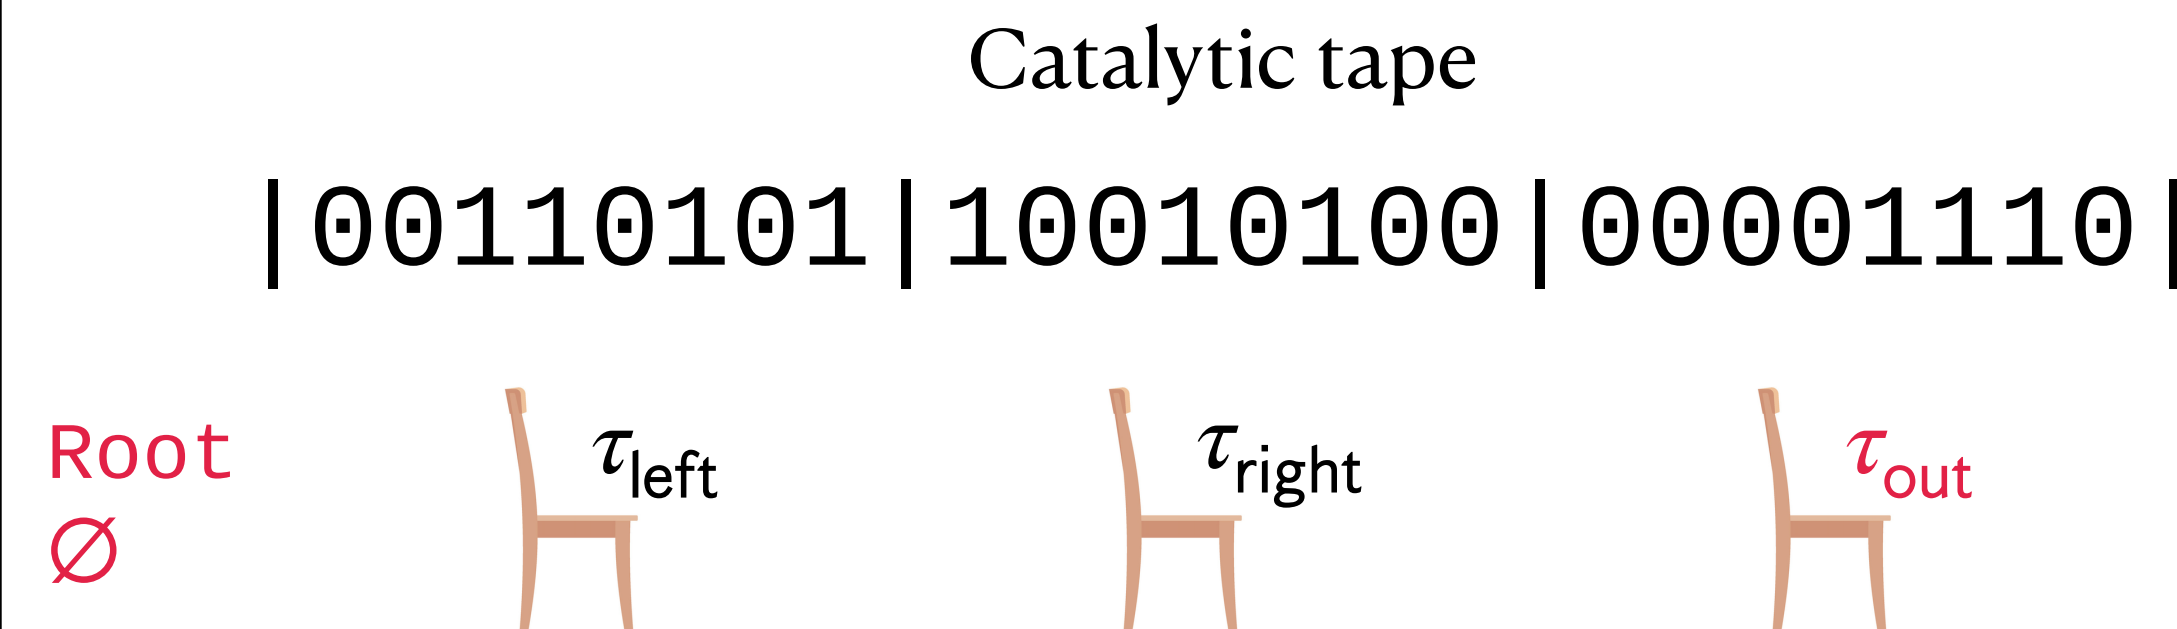 Catalytic tape
|00110101|10010100|00001110|
Root τleft τright τout
∅